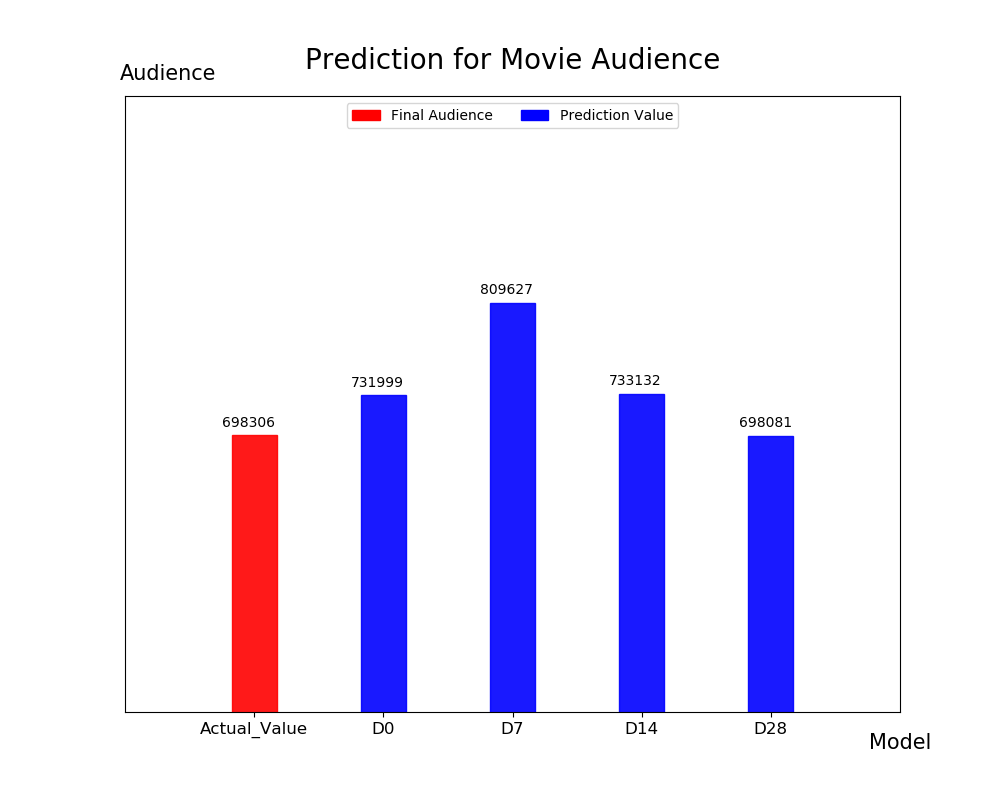 Prediction for Movie Audience
Audience
Final Audience
Prediction Value
809627
731999
733132
698306
698081
Actual_Value
D0
D7
D14
D28
Model